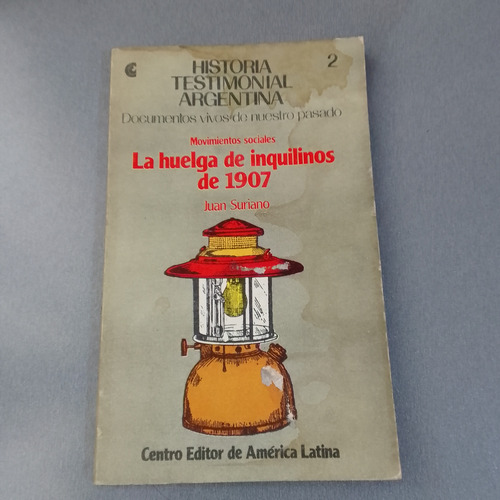 HISTORIA
TESTIMONIAL
ARGENTINA
2
Documentos vivos de nuestro pasado
Movimientos sociales
La huelga de inquilinos
de 1907
Juan Suriano
Centro Editor de América Latina